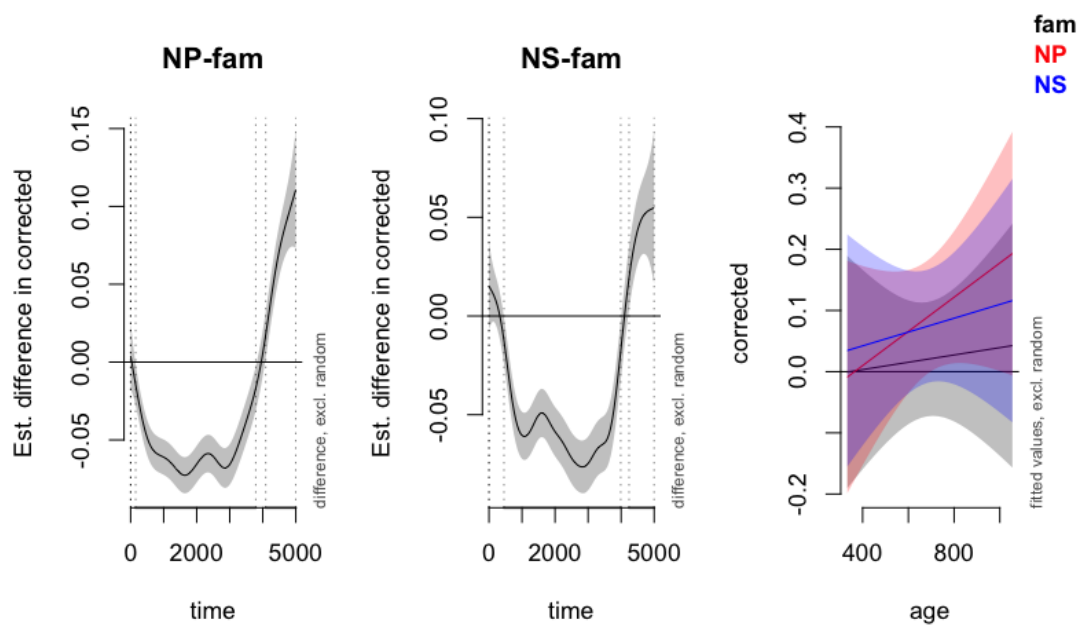 fam
NP
NS
NP-fam
Est. difference in corrected
0.15
0.10
0.05
0.00
-0.05
0
2000
5000
time
difference, excl. random
NS-fam
Est. difference in corrected
0.10
0.05
0.00
-0.05
0
2000
5000
time
difference, excl. random
corrected
0.4
0.3
0.2
0.1
0.0
-0.2
400
800
age
fitted values, excl. random